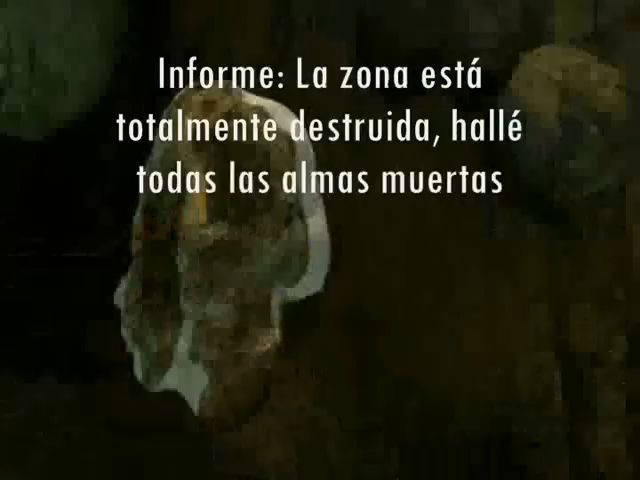 Informe: La zona está
totalmente destruida, hallé
todas las almas muertas